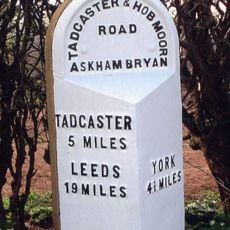 TADCASTER & HOB MOOR
ROAD
ASKHAM BRYAN
TADCASTER
5 MILES
LEEDS
19 MILES
YORK
4½ MILES